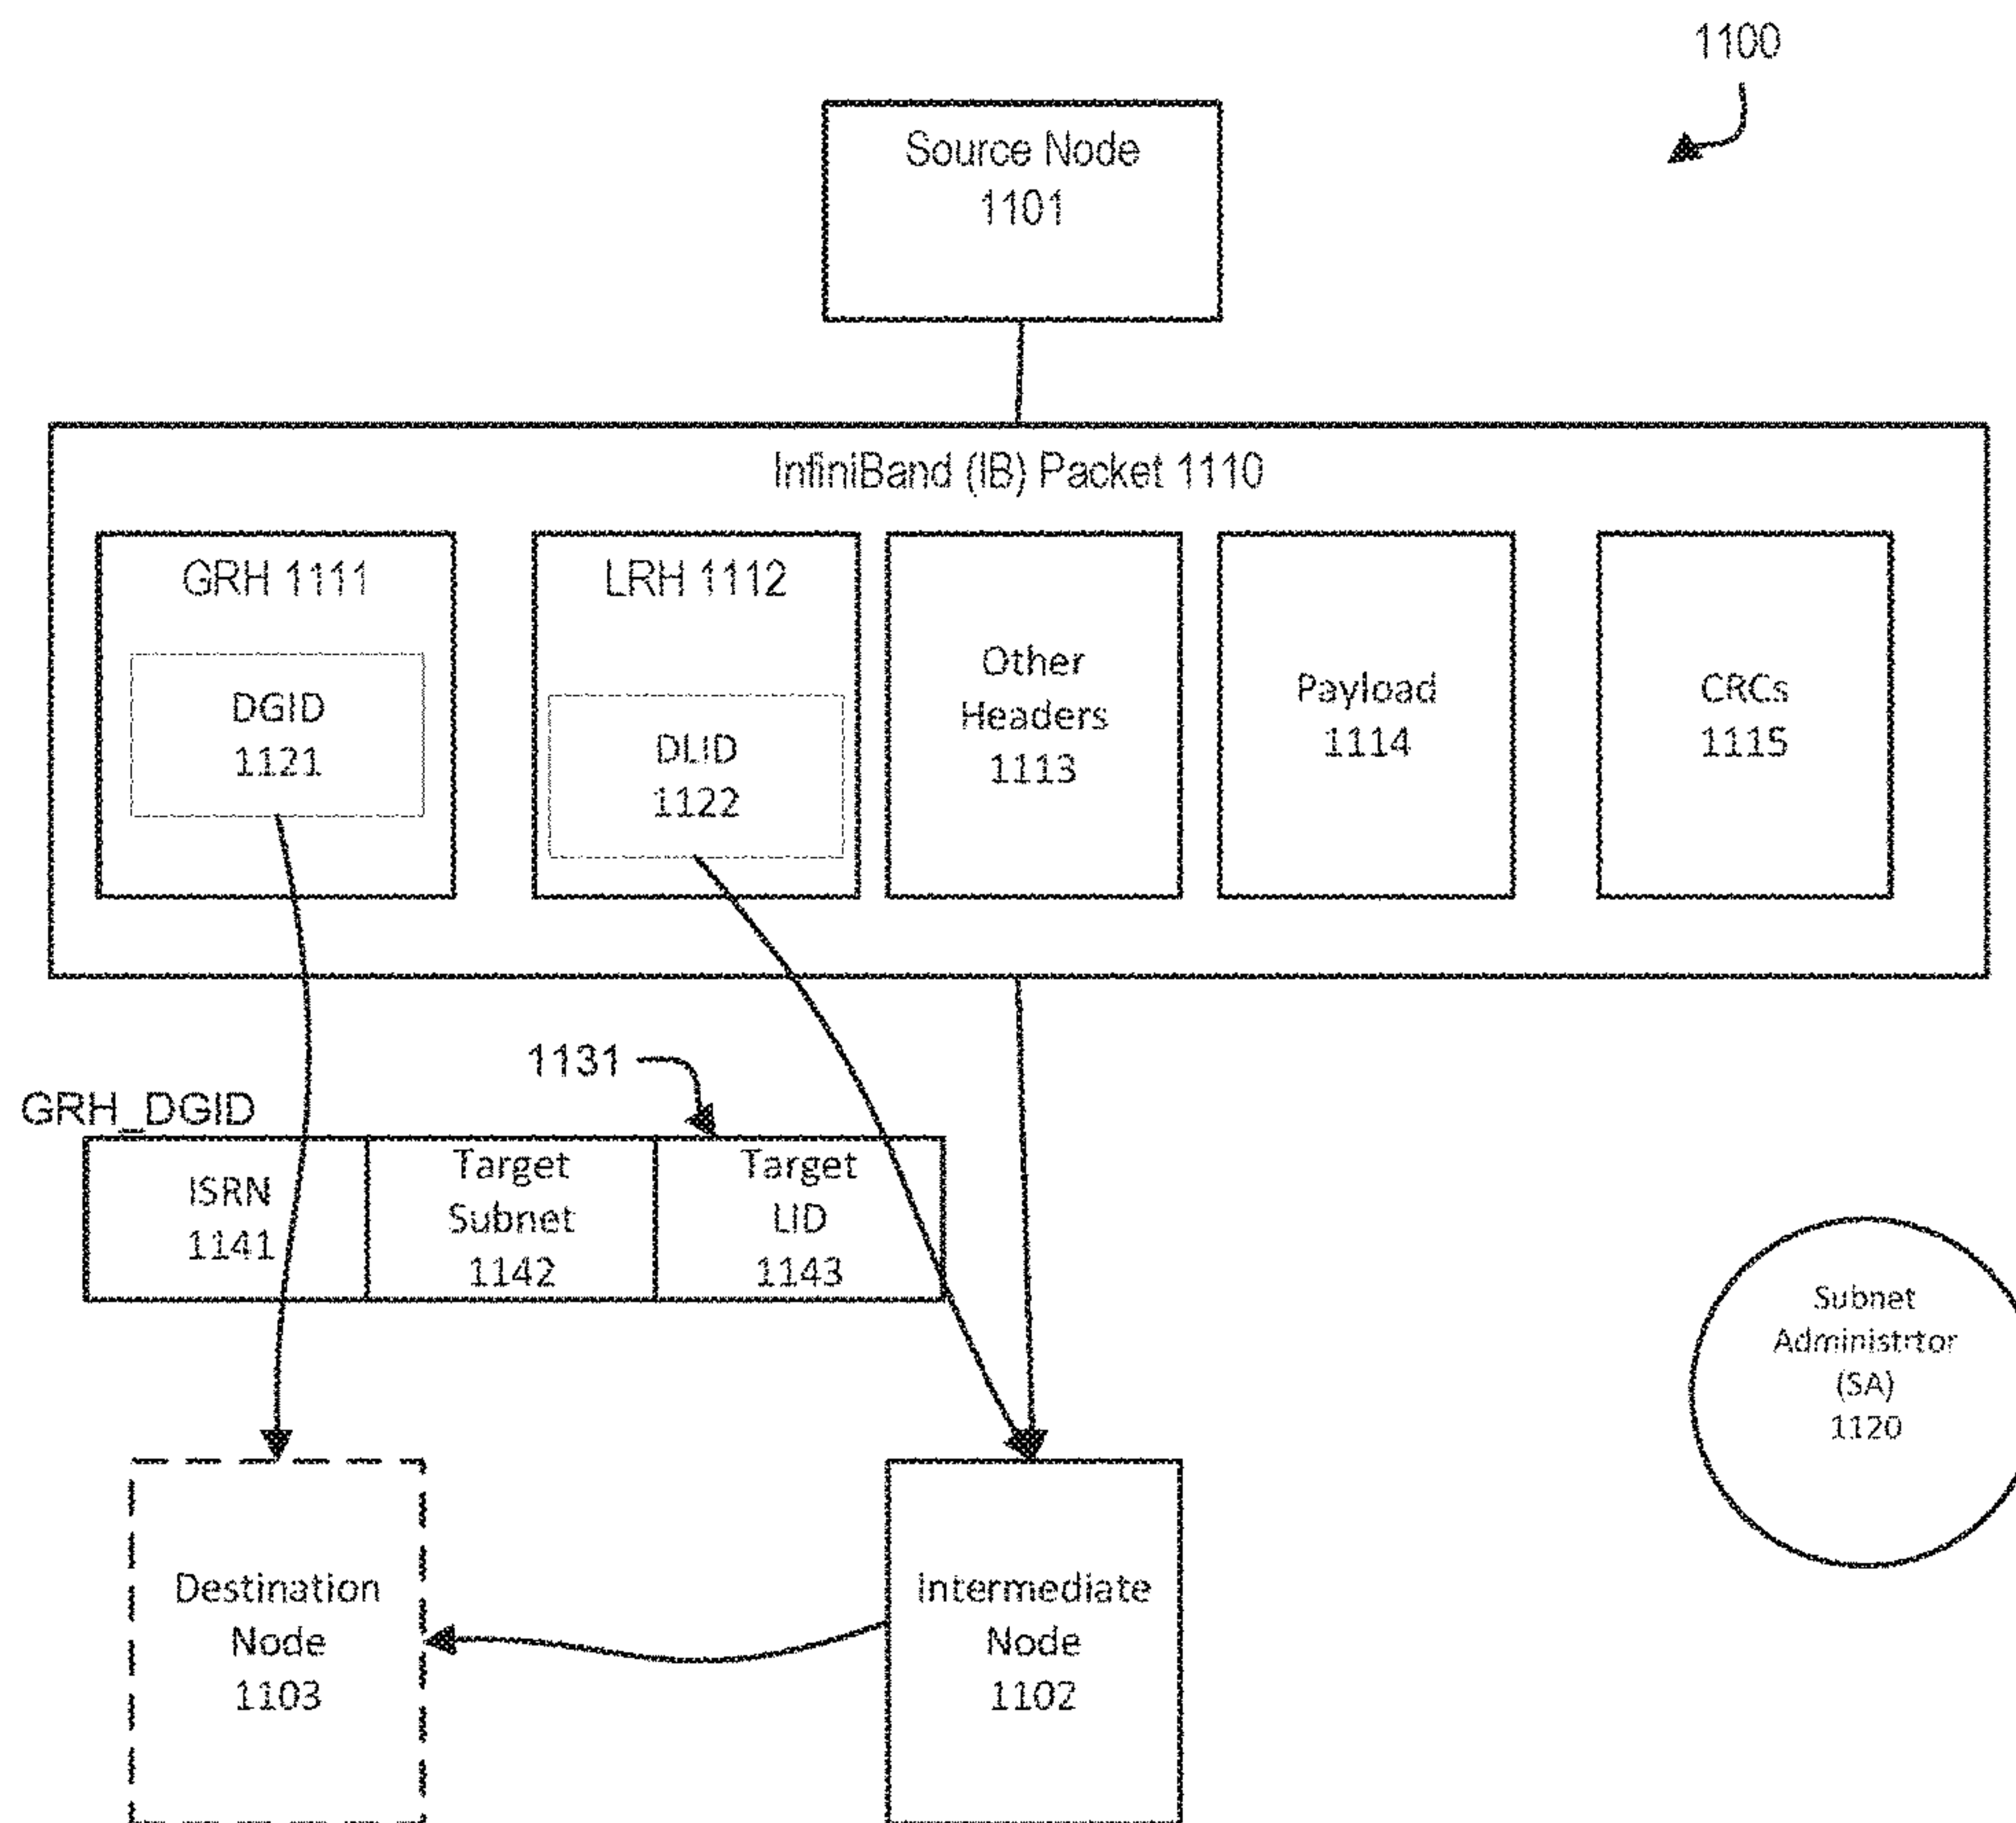 1100
Source Node
1101
InfiniBand (IB) Packet 1110
GRH 1111
DGID
1121
LRH 1112
DLID
1122
Other
Headers
1113
Payload
1114
CRCs
1115
1131
GRH_DGID
ISRN
1141
Target
Subnet
1142
Target
LID
1143
Subnet
Administrtor
(SA)
1120
Destination
Node
1103
Intermediate
Node
1102